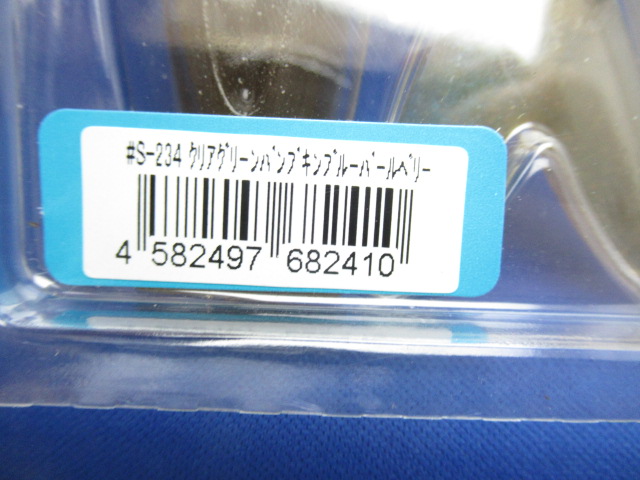 #S-234 ｸﾘｱｸﾞﾘｰﾝﾊﾟﾝﾌﾟｷﾝﾌﾞﾙｰﾊﾟｰﾙﾍﾞﾘｰ
4 582497 682410